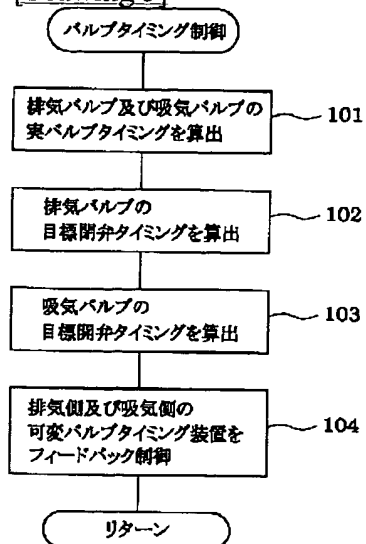 バルブタイミング制御
排気バルブ及び吸気バルブの
実バルブタイミングを算出
101
排気バルブの
目標閉弁タイミングを算出
102
吸気バルブの
目標開弁タイミングを算出
103
排気側及び吸気側の
可変バルブタイミング装置を
フィードバック制御
104
リターン